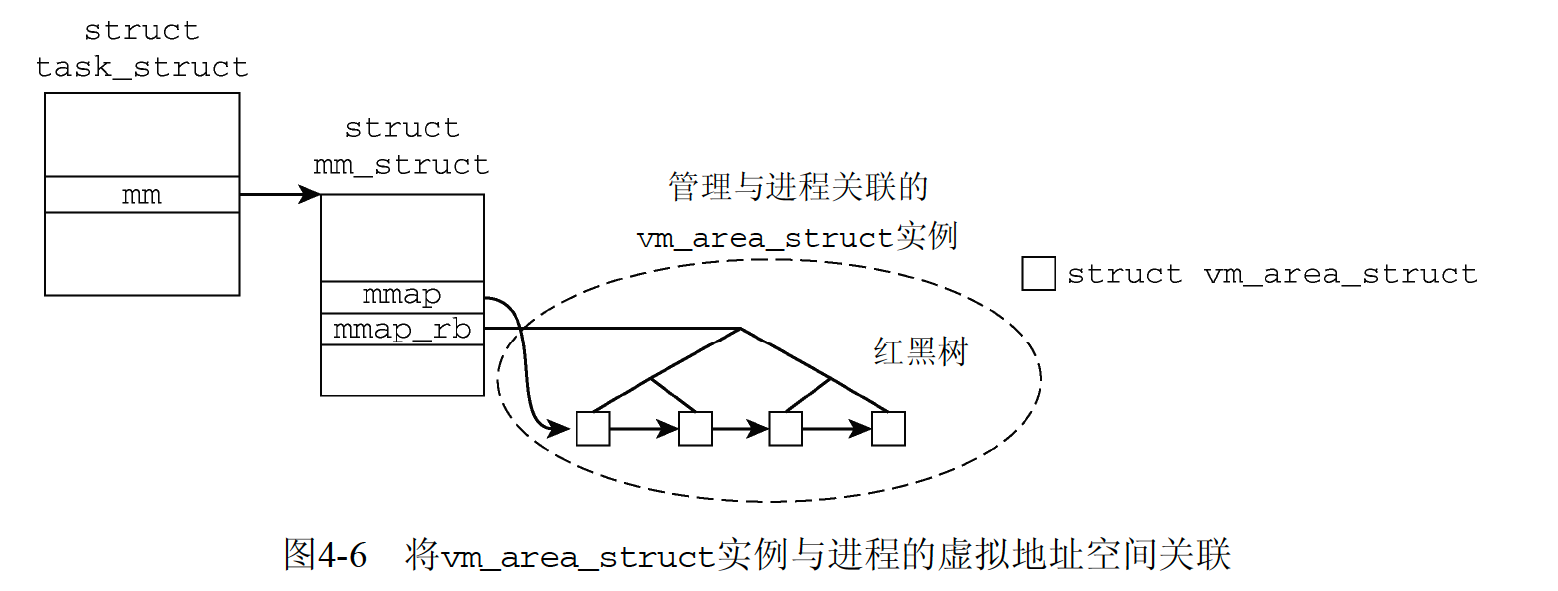 struct
task_struct
mm
struct
mm_struct
mmap
mmap_rb
管理与进程关联的
vm_area_struct实例
红黑树
struct vm_area_struct
图4-6 将vm_area_struct实例与进程的虚拟地址空间关联